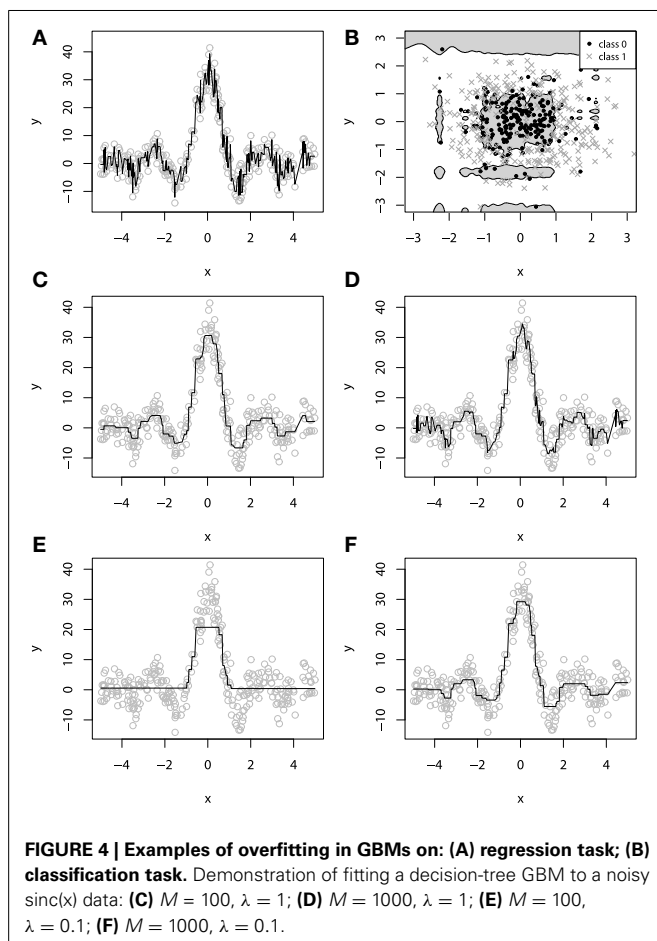 A
40
30
20
10
0
−10
y
−4 −2 0 2 4
x
B
3
2
1
0
−1
−2
−3
y
class 0
class 1
−3 −2 −1 0 1 2 3
x
C
40
30
20
10
0
−10
y
−4 −2 0 2 4
x
D
40
30
20
10
0
−10
y
−4 −2 0 2 4
x
E
40
30
20
10
0
−10
y
−4 −2 0 2 4
x
F
40
30
20
10
0
−10
y
−4 −2 0 2 4
x
FIGURE 4 | Examples of overfitting in GBMs on: (A) regression task; (B)
classification task. Demonstration of fitting a decision-tree GBM to a noisy
sinc(x) data: (C) M = 100, λ = 1; (D) M = 1000, λ = 1; (E) M = 100,
λ = 0.1; (F) M = 1000, λ = 0.1.